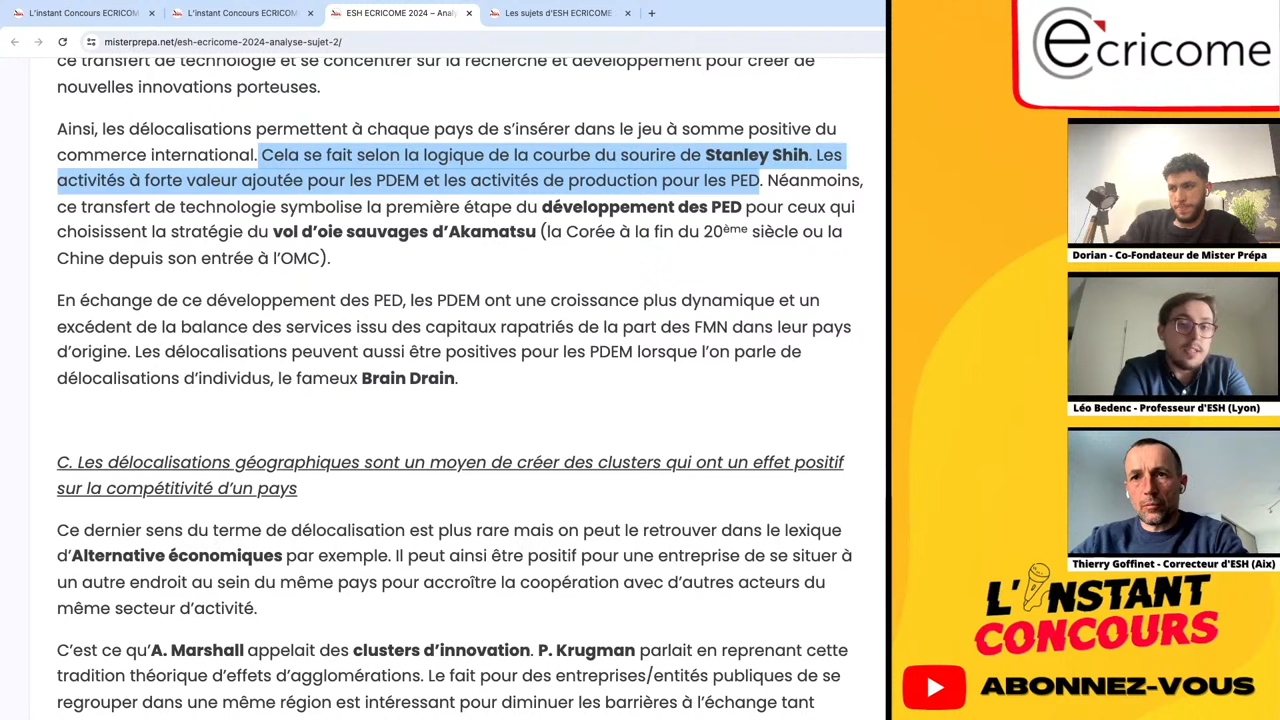 L'instant Concours ECRICOM
L'instant Concours ECRICOM
ESH ECRICOME 2024 – Analy
Les sujets d'ESH ECRICOME
misterprepa.net/esh-ecricome-2024-analyse-sujet-2/
ce transfert de technologie et se concentrer sur la recherche et développement pour créer de
nouvelles innovations porteuses.
Ainsi, les délocalisations permettent à chaque pays de s'insérer dans le jeu à somme positive du
commerce international. Cela se fait selon la logique de la courbe du sourire de Stanley Shih. Les
activités à forte valeur ajoutée pour les PDEM et les activités de production pour les PED. Néanmoins,
ce transfert de technologie symbolise la première étape du développement des PED pour ceux qui
choisissent la stratégie du vol d'oie sauvages d'Akamatsu (la Corée à la fin du 20ème siècle ou la
Chine depuis son entrée à l'OMC).
En échange de ce développement des PED, les PDEM ont une croissance plus dynamique et un
excédent de la balance des services issu des capitaux rapatriés de la part des FMN dans leur pays
d'origine. Les délocalisations peuvent aussi être positives pour les PDEM lorsque l'on parle de
délocalisations d'individus, le fameux Brain Drain.
C. Les délocalisations géographiques sont un moyen de créer des clusters qui ont un effet positif
sur la compétitivité d'un pays
Ce dernier sens du terme de délocalisation est plus rare mais on peut le retrouver dans le lexique
d'Alternative économiques par exemple. Il peut ainsi être positif pour une entreprise de se situer à
un autre endroit au sein du même pays pour accroître la coopération avec d'autres acteurs du
même secteur d'activité.
C'est ce qu'A. Marshall appelait des clusters d'innovation. P. Krugman parlait en reprenant cette
tradition théorique d'effets d'agglomérations. Le fait pour des entreprises/entités publiques de se
regrouper dans une même région est intéressant pour diminuer les barrières à l'échange tant
écricome
Dorian - Co-Fondateur de Mister Prépa
Léo Bedenc - Professeur d'ESH (Lyon)
Thierry Goffinet - Correcteur d'ESH (Aix)
L'INSTANT
CONCOURS
ABONNEZ-VOUS